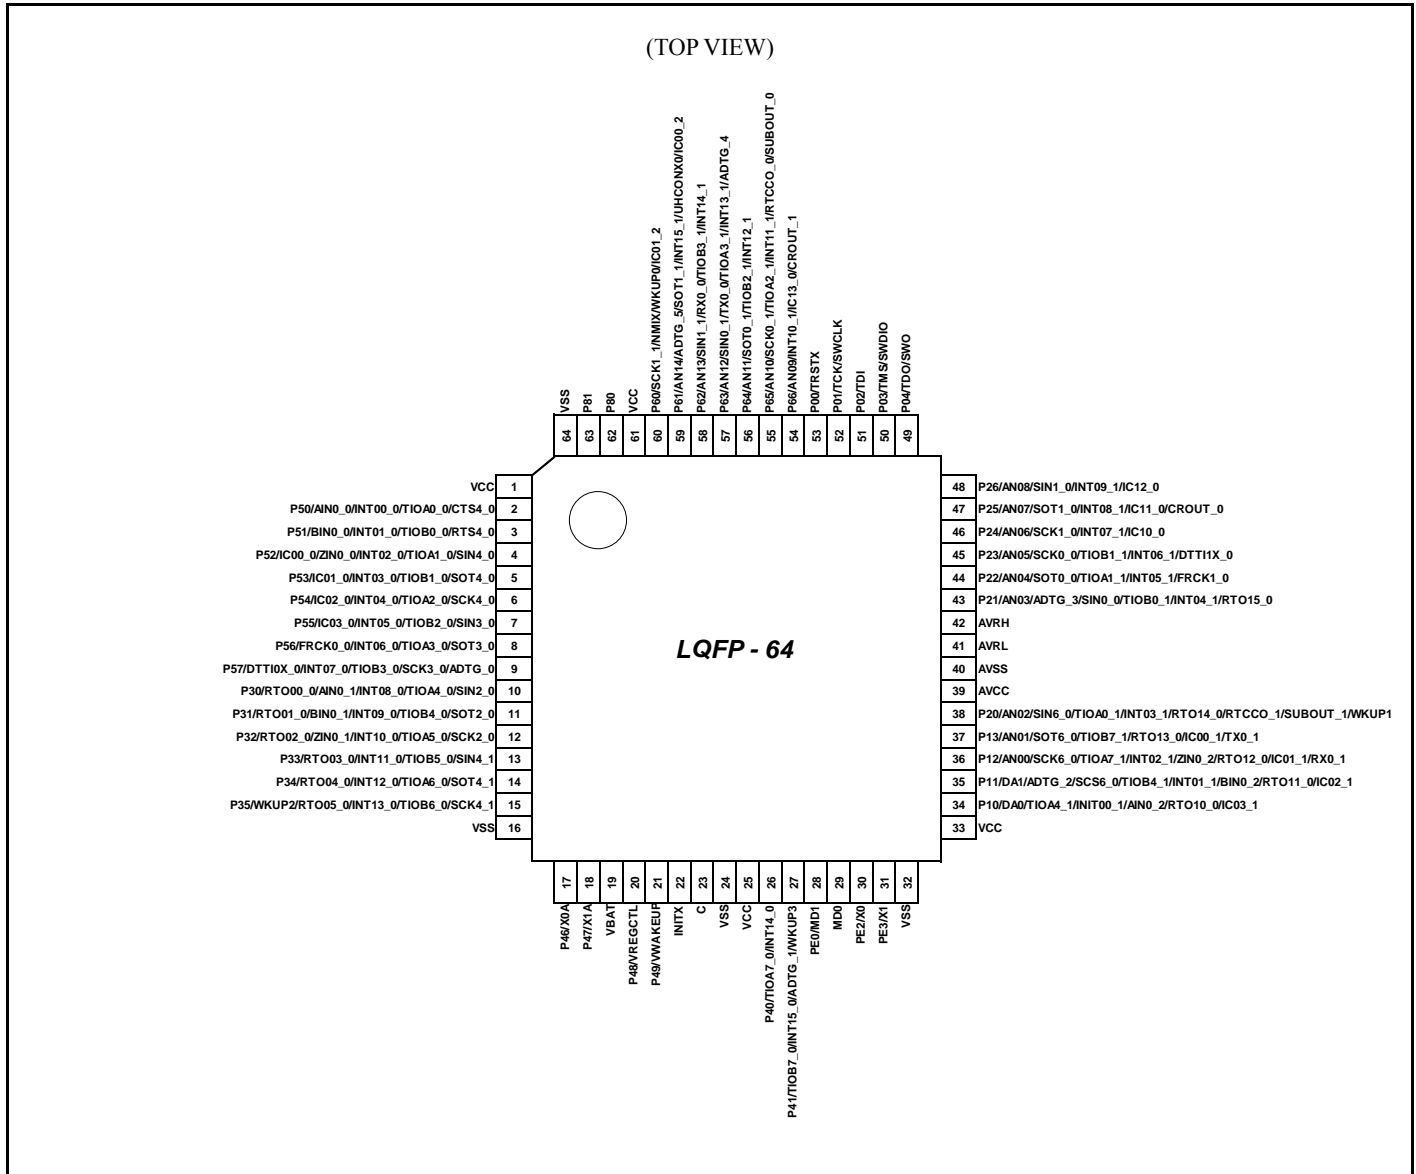 (TOP VIEW)
VSS
P81
P80
VCC
P60/SCK1_1/NMIX/WKUP0/IC01_2
P61/AN14/ADTG_5/SOT1_1/INT15_1/UHCONX0/IC00_2
P62/AN13/SIN1_1/RX0_0/TIOB3_1/INT14_1
P63/AN12/SIN0_1/TX0_0/TIOA3_1/INT13_1/ADTG_4
P64/AN11/SOT0_1/TIOB2_1/INT12_1
P65/AN10/SCK0_1/TIOA2_1/INT11_1/RTCCO_0/SUBOUT_0
P66/AN09/INT10_1/IC13_0/CROUT_1
P00/TRSTX
P01/TCK/SWCLK
P02/TDI
P03/TMS/SWDIO
P04/TDO/SWO
64
63
62
61
60
59
58
57
56
55
54
53
52
51
50
49
VCC 1
P50/AIN0_0/INT00_0/TIOA0_0/CTS4_0 2
P51/BIN0_0/INT01_0/TIOB0_0/RTS4_0 3
P52/IC00_0/ZIN0_0/INT02_0/TIOA1_0/SIN4_0 4
P53/IC01_0/INT03_0/TIOB1_0/SOT4_0 5
P54/IC02_0/INT04_0/TIOA2_0/SCK4_0 6
P55/IC03_0/INT05_0/TIOB2_0/SIN3_0 7
P56/FRCK0_0/INT06_0/TIOA3_0/SOT3_0 8
P57/DTTI0X_0/INT07_0/TIOB3_0/SCK3_0/ADTG_0 9
P30/RTO00_0/AIN0_1/INT08_0/TIOA4_0/SIN2_0 10
P31/RTO01_0/BIN0_1/INT09_0/TIOB4_0/SOT2_0 11
P32/RTO02_0/ZIN0_1/INT10_0/TIOA5_0/SCK2_0 12
P33/RTO03_0/INT11_0/TIOB5_0/SIN4_1 13
P34/RTO04_0/INT12_0/TIOA6_0/SOT4_1 14
P35/WKUP2/RTO05_0/INT13_0/TIOB6_0/SCK4_1 15
VSS 16
LQFP - 64
48 P26/AN08/SIN1_0/INT09_1/IC12_0
47 P25/AN07/SOT1_0/INT08_1/IC11_0/CROUT_0
46 P24/AN06/SCK1_0/INT07_1/IC10_0
45 P23/AN05/SCK0_0/TIOB1_1/INT06_1/DTTI1X_0
44 P22/AN04/SOT0_0/TIOA1_1/INT05_1/FRCK1_0
43 P21/AN03/ADTG_3/SIN0_0/TIOB0_1/INT04_1/RTO15_0
42 AVRH
41 AVRL
40 AVSS
39 AVCC
38 P20/AN02/SIN6_0/TIOA0_1/INT03_1/RTO14_0/RTCCO_1/SUBOUT_1/WKUP1
37 P13/AN01/SOT6_0/TIOB7_1/RTO13_0/IC00_1/TX0_1
36 P12/AN00/SCK6_0/TIOA7_1/INT02_1/ZIN0_2/RTO12_0/IC01_1/RX0_1
35 P11/DA1/ADTG_2/SCS6_0/TIOB4_1/INT01_1/BIN0_2/RTO11_0/IC02_1
34 P10/DA0/TIOA4_1/INIT00_1/AIN0_2/RTO10_0/IC03_1
33 VCC
17
18
19
20
21
22
23
24
25
26
27
28
29
30
31
32
P46/X0A
P47/X1A
VBAT
P48/VREGCTL
P49/VWAKEUP
INITX
C
VSS
VCC
P40/TIOA7_0/INT14_0
P41/TIOB7_0/INT15_0/ADTG_1/WKUP3
PE0/MD1
MD0
PE2/X0
PE3/X1
VSS